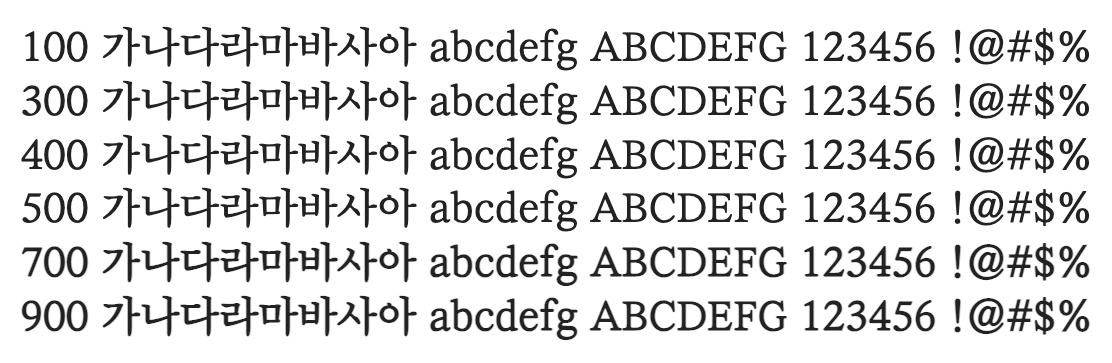 100 가나다라마바사아 abcdefg ABCDEFG 123456 !@#$%
300 가나다라마바사아 abcdefg ABCDEFG 123456 !@#$%
400 가나다라마바사아 abcdefg ABCDEFG 123456 !@#$%
500 가나다라마바사아 abcdefg ABCDEFG 123456 !@#$%
700 가나다라마바사아 abcdefg ABCDEFG 123456 !@#$%
900 가나다라마바사아 abcdefg ABCDEFG 123456 !@#$%